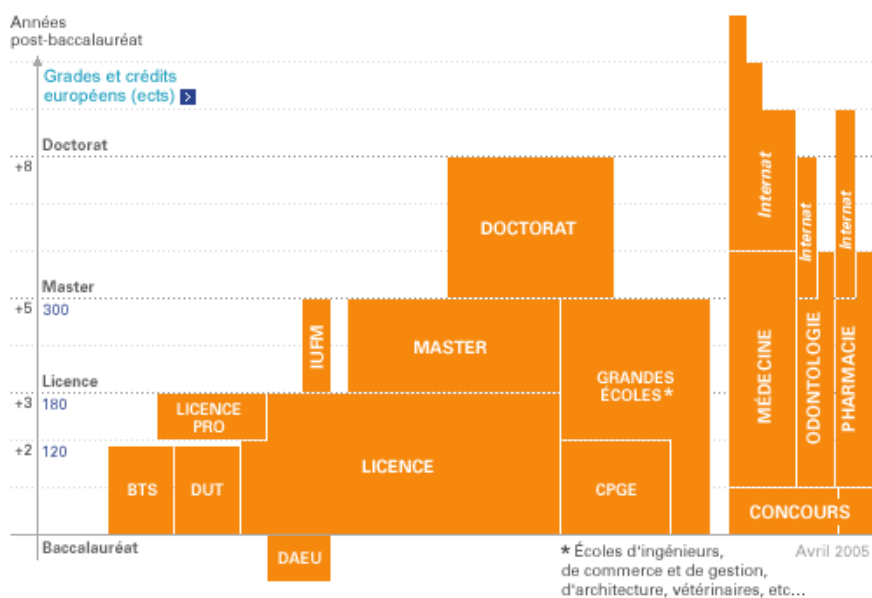 Années
post-baccalauréat
Grades et crédits
européens (ects)
Doctorat
+8
Internat
Internat
Internat
DOCTORAT
Master
+5 300
IUFM
MASTER
GRANDES
ÉCOLES *
MÉDECINE
ODONTOLOGIE
PHARMACIE
Licence
+3 180
LICENCE
PRO
+2 120
LICENCE
BTS
DUT
CPGE
CONCOURS
Baccalauréat
DAEU
* Écoles d'ingénieurs,
de commerce et de gestion,
d'architecture, vétérinaires, etc...
Avril 2005